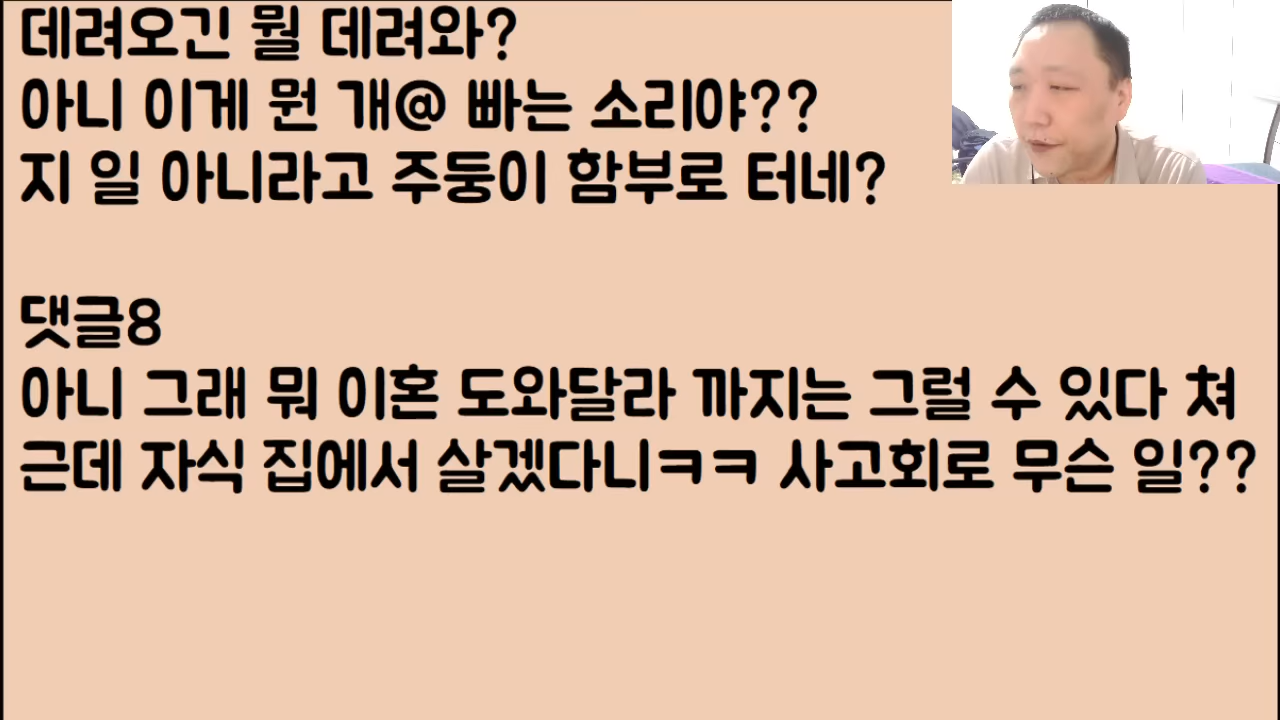 데려오긴 뭘 데려와?
아니 이게 뭔 개@ 빠는 소리야??
지 일 아니라고 주둥이 함부로 터네?
댓글8
아니 그래 뭐 이혼 도와달라 까지는 그럴 수 있다 쳐
근데 자식 집에서 살겠다니ㅋㅋ 사고회로 무슨 일??